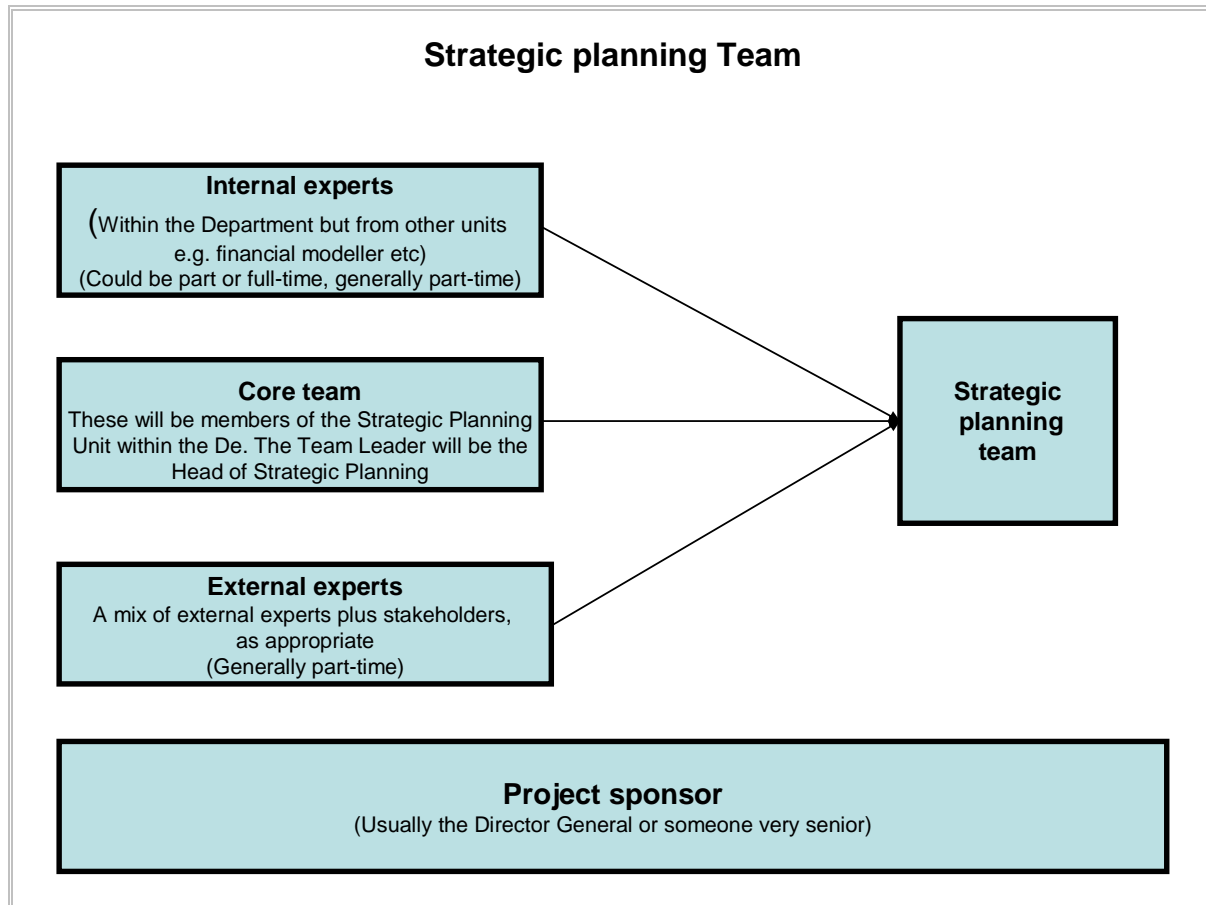 Strategic planning Team
Internal experts
(Within the Department but from other units
e.g. financial modeller etc)
(Could be part or full-time, generally part-time)
Core team
These will be members of the Strategic Planning
Unit within the De. The Team Leader will be the
Head of Strategic Planning
External experts
A mix of external experts plus stakeholders,
as appropriate
(Generally part-time)
Strategic
planning
team
Project sponsor
(Usually the Director General or someone very senior)